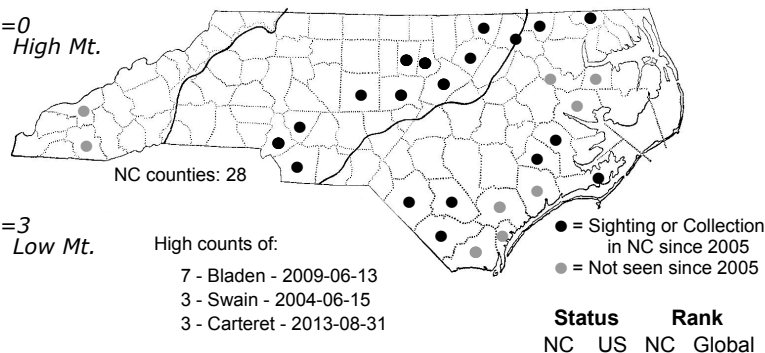 =0
High Mt.
NC counties: 28
=3
Low Mt.
High counts of:
7 - Bladen - 2009-06-13
3 - Swain - 2004-06-15
3 - Carteret - 2013-08-31
= Sighting or Collection
in NC since 2005
= Not seen since 2005
Status Rank
NC US NC Global